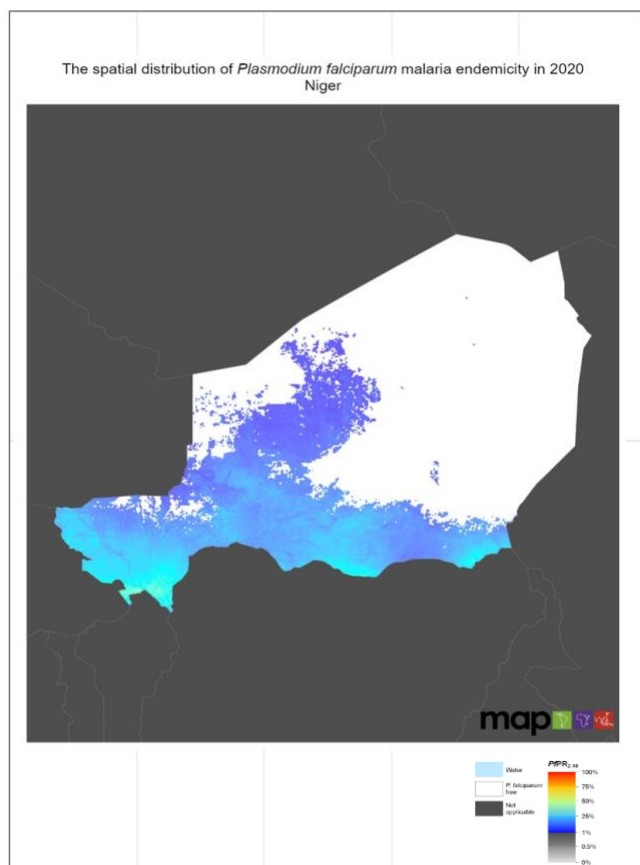 The spatial distribution of Plasmodium falciparum malaria endemicity in 2020
Niger
map
Water
P. falciparum
free
Not
applicable
PfPR2-10
100%
75%
50%
25%
1%
0.5%
0%